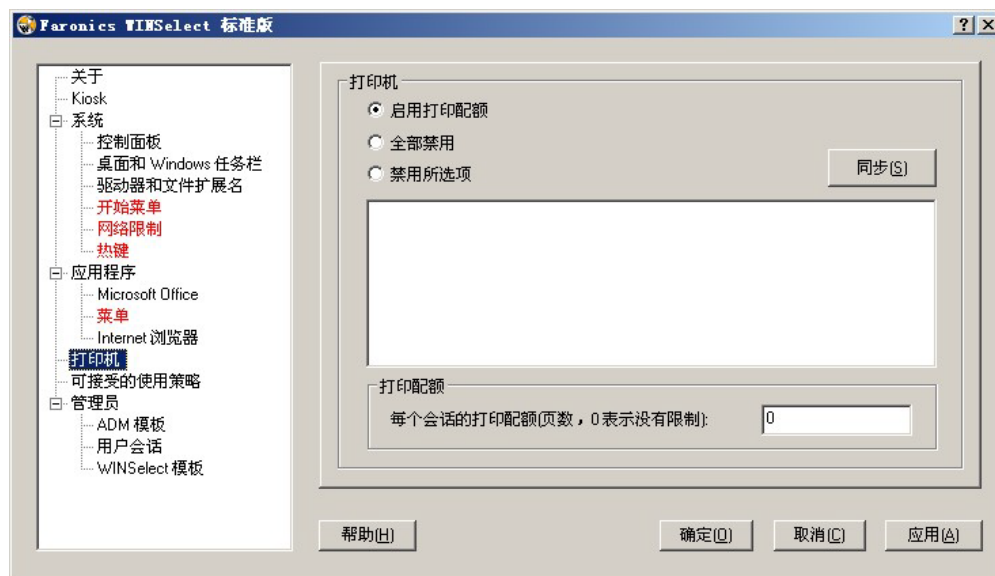 Faronics WINSelect 标准版
关于
Kiosk
系统
控制面板
桌面和 Windows 任务栏
驱动器和文件扩展名
开始菜单
网络限制
热键
应用程序
Microsoft Office
菜单
Internet 浏览器
打印机
可接受的使用策略
管理员
ADM 模板
用户会话
WINSelect 模板
打印机
启用打印配额
全部禁用
禁用所选项
同步(S)
打印配额
每个会话的打印配额(页数，0表示没有限制):
0
帮助(H)
确定(O)
取消(C)
应用(A)